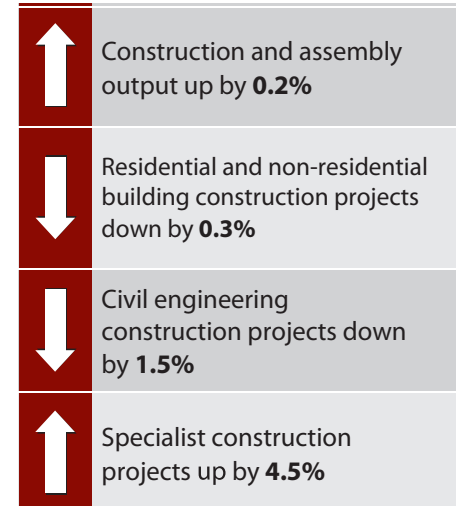 Construction and assembly
output up by 0.2%
Residential and non-residential
building construction projects
down by 0.3%
Civil engineering
construction projects down
by 1.5%
Specialist construction
projects up by 4.5%